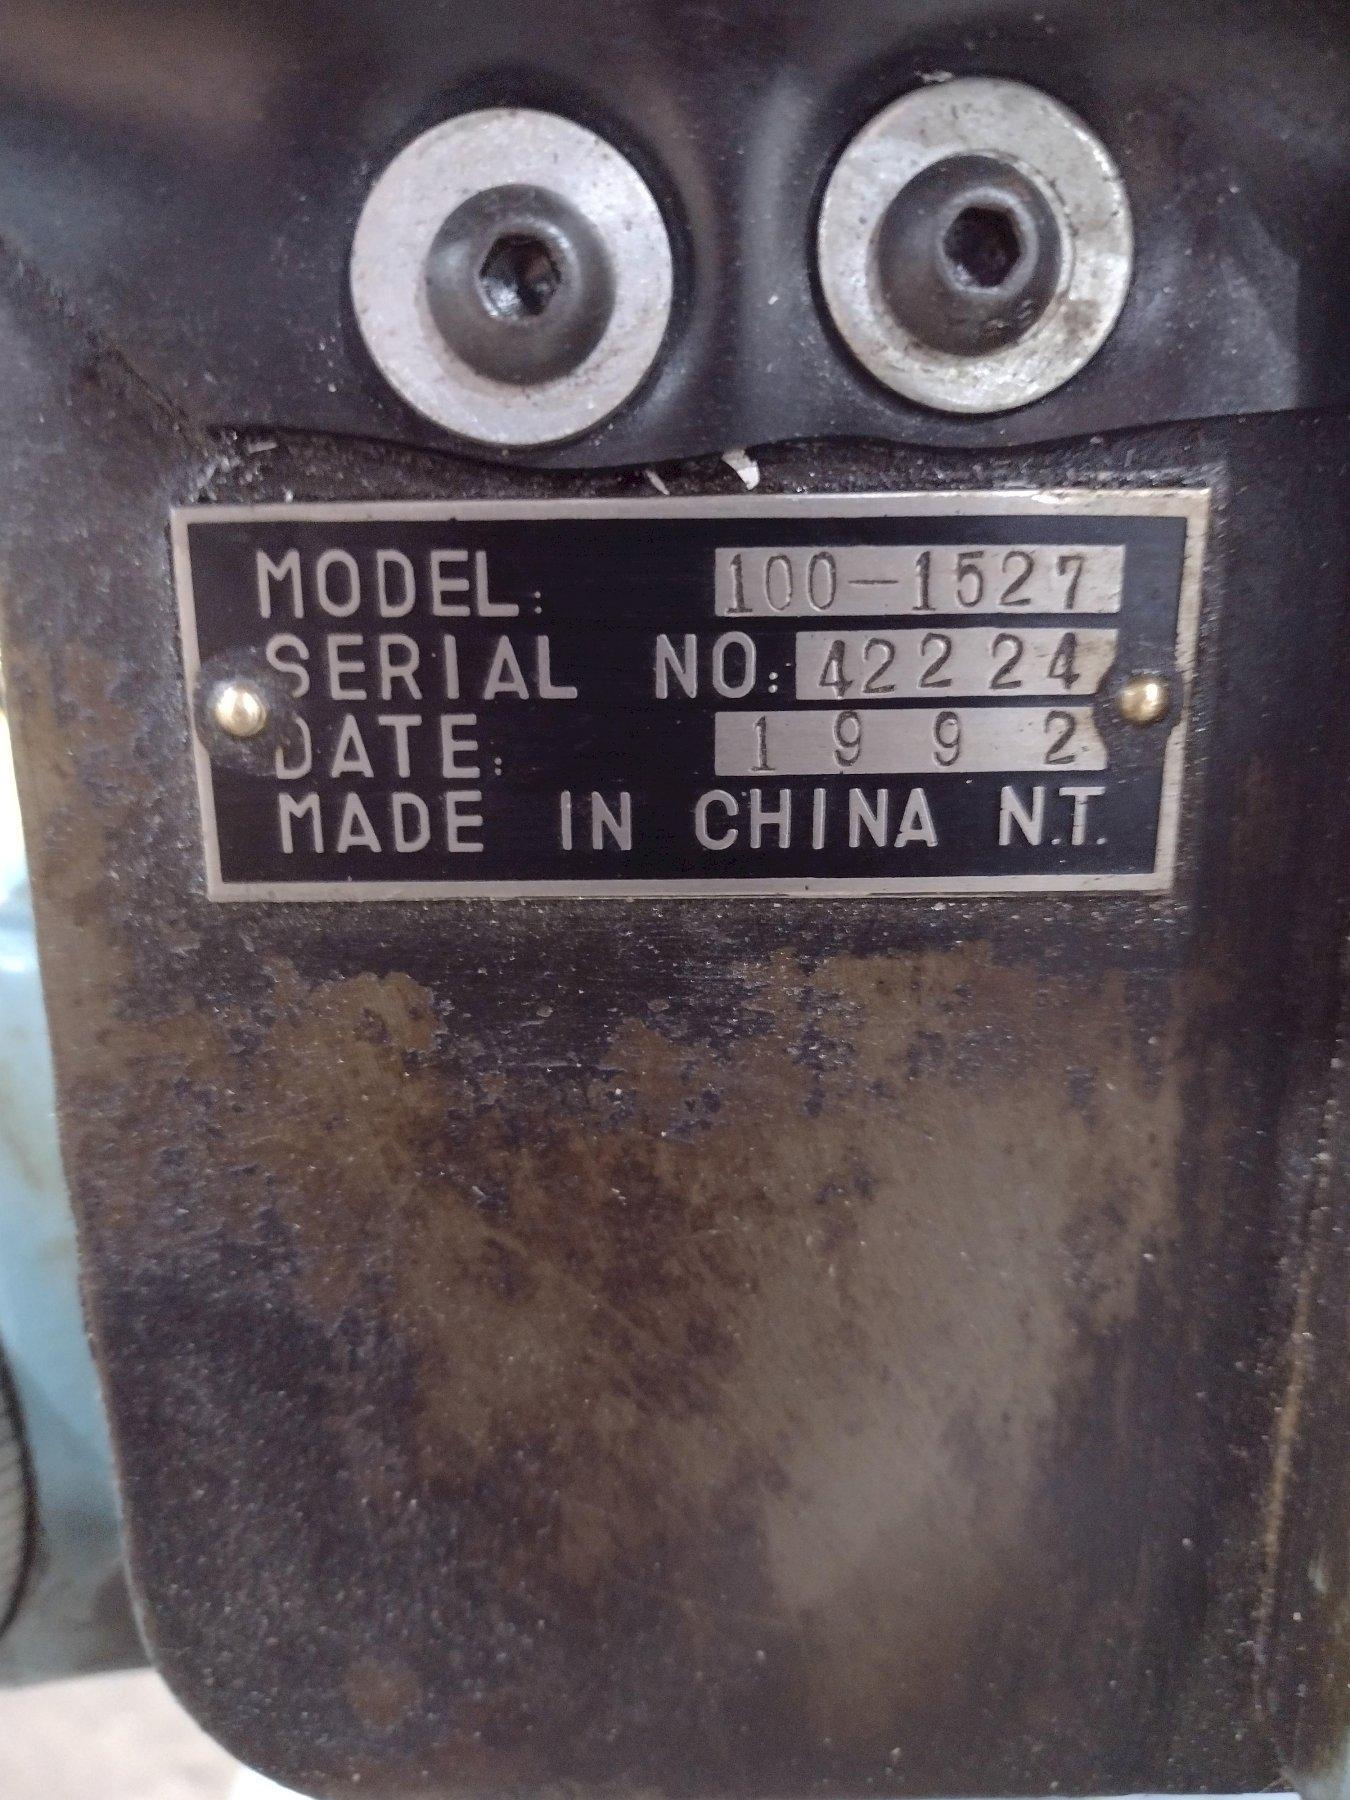 MODEL: 100-1527
SERIAL NO: 42224
DATE: 1992
MADE IN CHINA N.T.